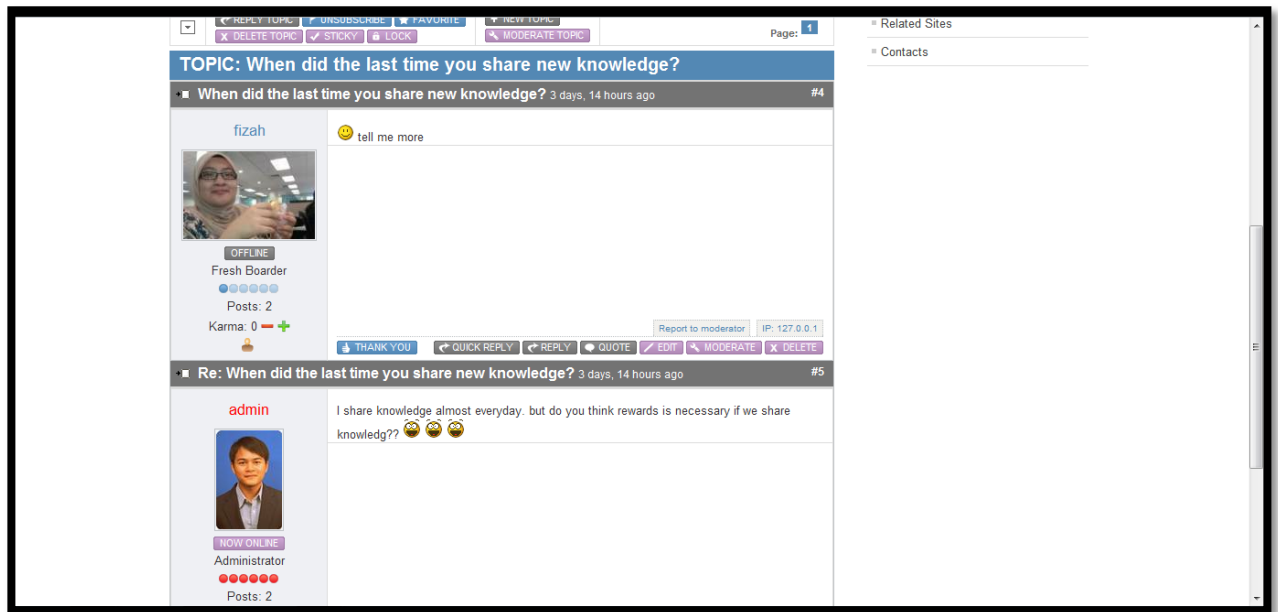 REPLY TOPIC UNSUBSCRIBE FAVORITE NEW TOPIC
DELETE TOPIC STICKY LOCK MODERATE TOPIC Page: 1
Related Sites
Contacts
TOPIC: When did the last time you share new knowledge?
When did the last time you share new knowledge? 3 days, 14 hours ago #4
fizah
tell me more
OFFLINE
Fresh Boarder
Posts: 2
Karma: 0
Report to moderator IP: 127.0.0.1
THANK YOU QUICK REPLY REPLY QUOTE EDIT MODERATE DELETE
Re: When did the last time you share new knowledge? 3 days, 14 hours ago #5
admin
I share knowledge almost everyday. but do you think rewards is necessary if we share
knowledg??
NOW ONLINE
Administrator
Posts: 2